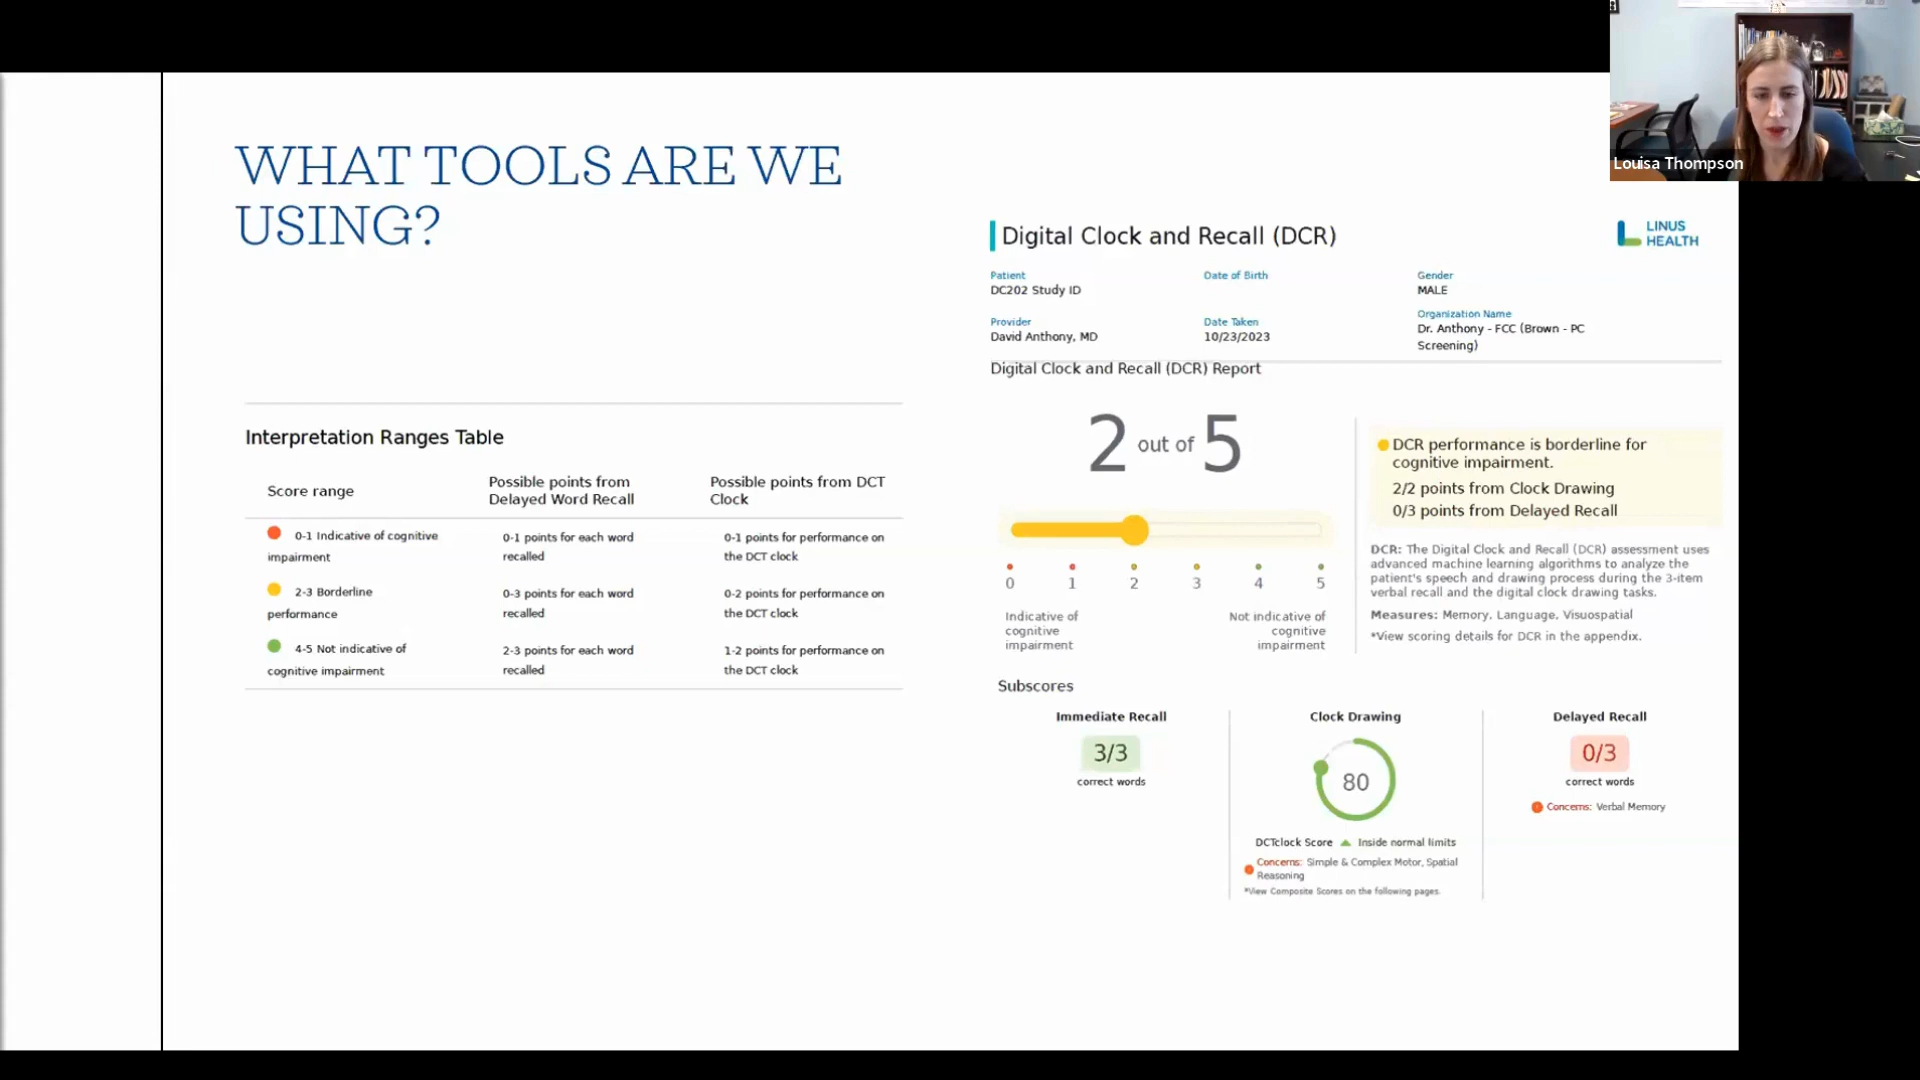 Louisa Thompson
WHAT TOOLS ARE WE
USING?
Interpretation Ranges Table
Score range
Possible points from
Delayed Word Recall
Possible points from DCT
Clock
0-1 Indicative of cognitive
impairment
0-1 points for each word
recalled
0-1 points for performance on
the DCT clock
2-3 Borderline
performance
0-3 points for each word
recalled
0-2 points for performance on
the DCT clock
4-5 Not indicative of
cognitive impairment
2-3 points for each word
recalled
1-2 points for performance on
the DCT clock
Digital Clock and Recall (DCR)
LINUS
HEALTH
Patient
DC202 Study ID
Date of Birth
Gender
MALE
Provider
David Anthony, MD
Date Taken
10/23/2023
Organization Name
Dr. Anthony - FCC (Brown - PC
Screening)
Digital Clock and Recall (DCR) Report
2 out of 5
0 1 2 3 4 5
Indicative of
cognitive
impairment
Not indicative of
cognitive
impairment
DCR performance is borderline for
cognitive impairment.
2/2 points from Clock Drawing
0/3 points from Delayed Recall
DCR: The Digital Clock and Recall (DCR) assessment uses
advanced machine learning algorithms to analyze the
patient's speech and drawing process during the 3-item
verbal recall and the digital clock drawing tasks.
Measures: Memory, Language, Visuospatial
*View scoring details for DCR in the appendix.
Subscores
Immediate Recall
3/3
correct words
Clock Drawing
80
DCTclock Score Inside normal limits
Concerns: Simple & Complex Motor, Spatial
Reasoning
*View Composite Scores on the following pages.
Delayed Recall
0/3
correct words
Concerns: Verbal Memory